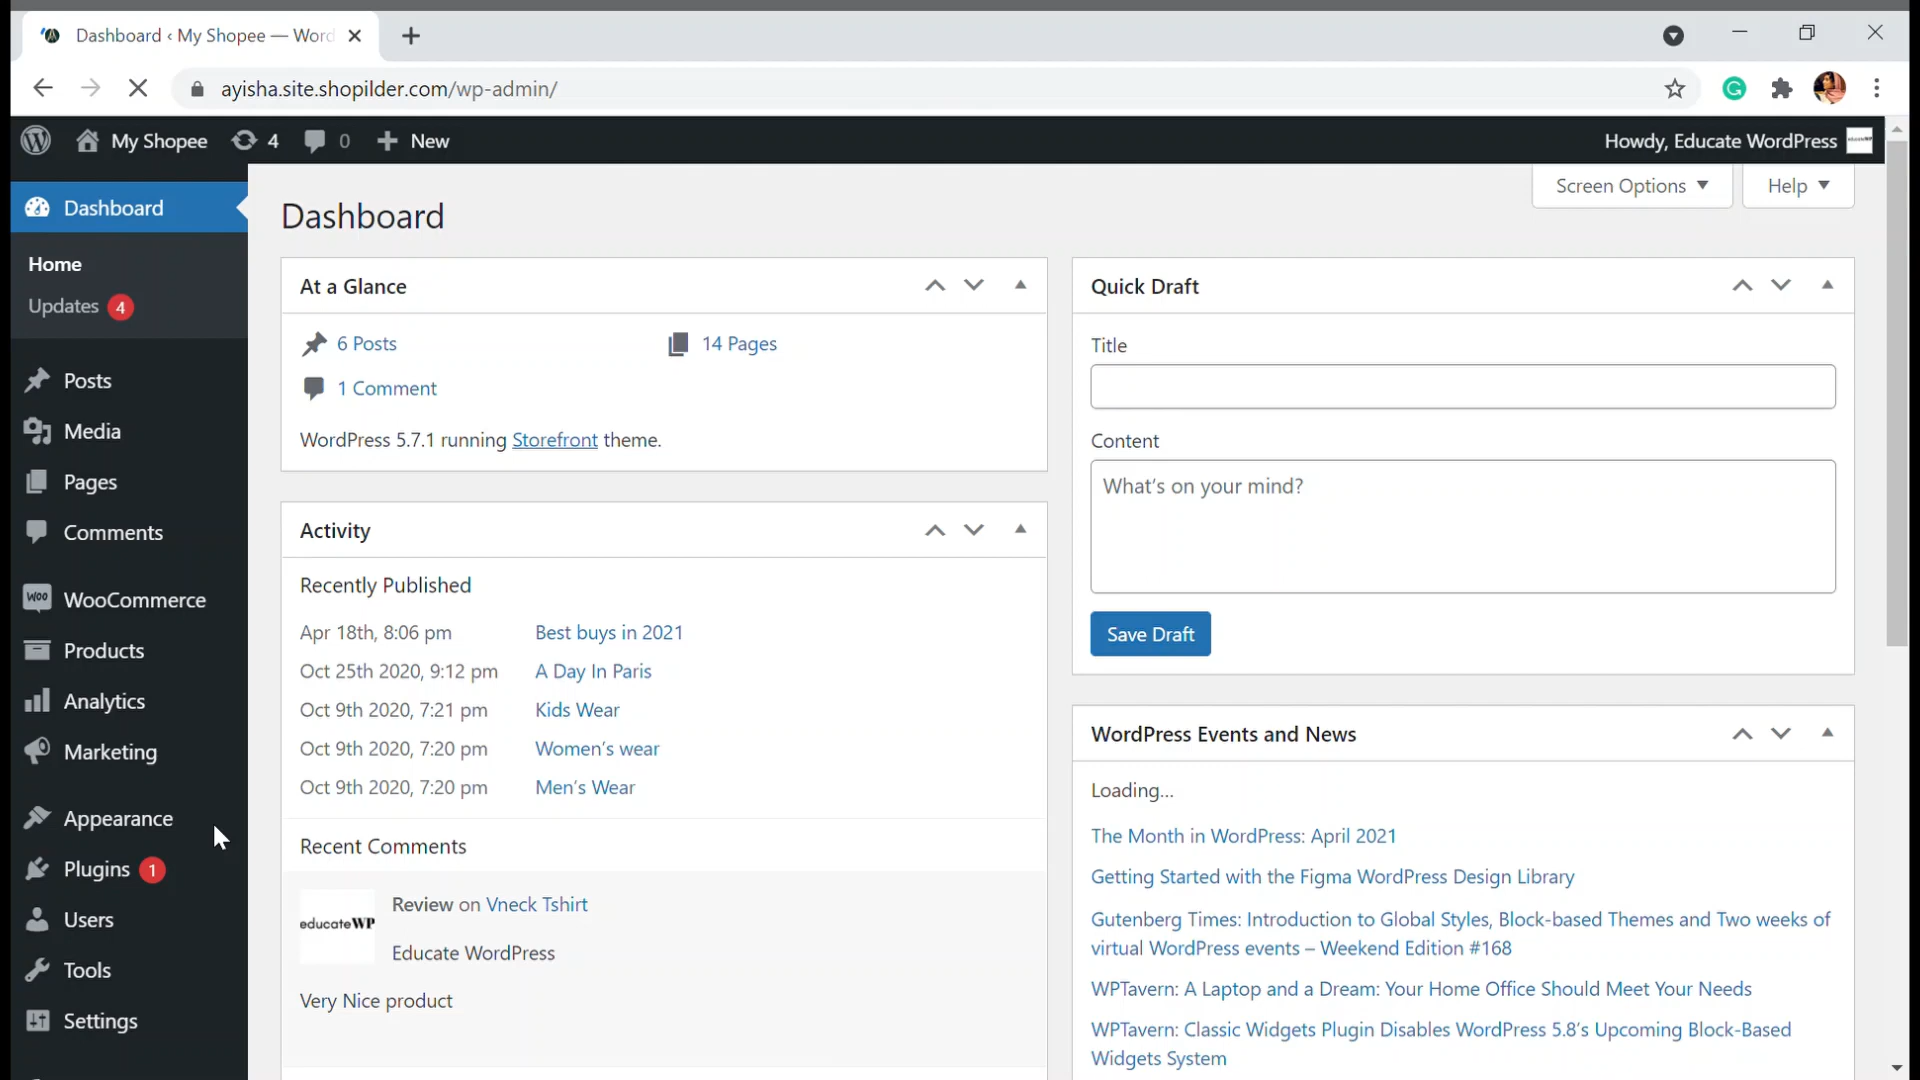 Dashboard ‹ My Shopee — Word
ayisha.site.shopilder.com/wp-admin/
My Shopee 4 0 New
Howdy, Educate WordPress
Screen Options Help
Dashboard
Home
Updates 4
Posts
Media
Pages
Comments
WooCommerce
Products
Analytics
Marketing
Appearance
Plugins 1
Users
Tools
Settings
Dashboard
At a Glance
6 Posts 14 Pages
1 Comment
WordPress 5.7.1 running Storefront theme.
Activity
Recently Published
Apr 18th, 8:06 pm Best buys in 2021
Oct 25th 2020, 9:12 pm A Day In Paris
Oct 9th 2020, 7:21 pm Kids Wear
Oct 9th 2020, 7:20 pm Women’s wear
Oct 9th 2020, 7:20 pm Men’s Wear
Recent Comments
educateWP
Review on Vneck Tshirt
Educate WordPress
Very Nice product
Quick Draft
Title
Content
What’s on your mind?
Save Draft
WordPress Events and News
Loading…
The Month in WordPress: April 2021
Getting Started with the Figma WordPress Design Library
Gutenberg Times: Introduction to Global Styles, Block-based Themes and Two weeks of
virtual WordPress events – Weekend Edition #168
WPTavern: A Laptop and a Dream: Your Home Office Should Meet Your Needs
WPTavern: Classic Widgets Plugin Disables WordPress 5.8’s Upcoming Block-Based
Widgets System